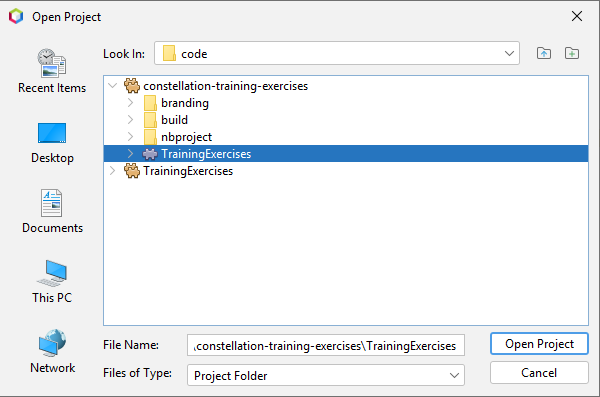 Open Project
Look In: code
Recent Items
Desktop
Documents
This PC
Network
constellation-training-exercises
branding
build
nbproject
TrainingExercises
TrainingExercises
File Name: .constellation-training-exercises\TrainingExercises
Open Project
Files of Type: Project Folder
Cancel